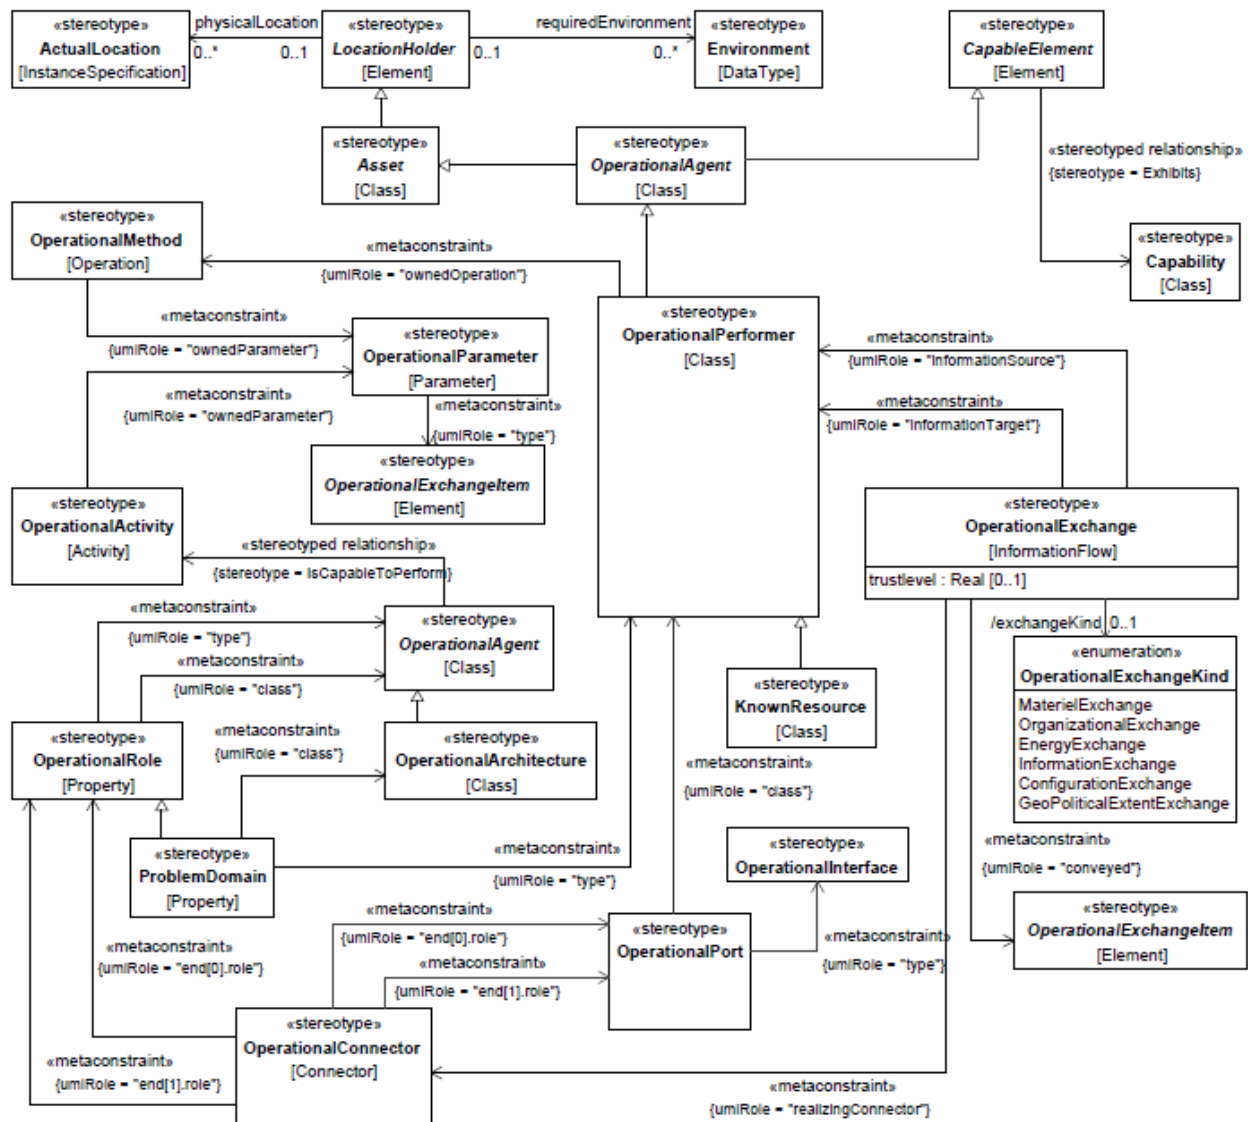 «stereotype»
ActualLocation
[InstanceSpecification]
physicalLocation
0..*
0..1
«stereotype»
LocationHolder
[Element]
requiredEnvironment
0..1
0..*
«stereotype»
Environment
[DataType]
«stereotype»
CapableElement
[Element]
«stereotype»
Asset
[Class]
«stereotype»
OperationalAgent
[Class]
«stereotyped relationship»
{stereotype = Exhibits}
«stereotype»
OperationalMethod
[Operation]
«metaconstraint»
{umlRole = "ownedOperation"}
«stereotype»
Capability
[Class]
«metaconstraint»
{umlRole = "ownedParameter"}
«stereotype»
OperationalParameter
[Parameter]
«stereotype»
OperationalPerformer
[Class]
«metaconstraint»
{umlRole = "InformationSource"}
«metaconstraint»
{umlRole = "ownedParameter"}
«metaconstraint»
{umlRole = "type"}
«metaconstraint»
{umlRole = "InformationTarget"}
«stereotype»
OperationalExchangeItem
[Element]
«stereotype»
OperationalActivity
[Activity]
«stereotype»
OperationalExchange
[InformationFlow]
trustlevel : Real [0..1]
«stereotyped relationship»
{stereotype = IsCapableToPerform}
«metaconstraint»
{umlRole = "type"}
«stereotype»
OperationalAgent
[Class]
/exchangeKind
0..1
«metaconstraint»
{umlRole = "class"}
«stereotype»
KnownResource
[Class]
«enumeration»
OperationalExchangeKind
MaterielExchange
OrganizationalExchange
EnergyExchange
InformationExchange
ConfigurationExchange
GeoPoliticalExtentExchange
«stereotype»
OperationalRole
[Property]
«metaconstraint»
{umlRole = "class"}
«stereotype»
OperationalArchitecture
[Class]
«metaconstraint»
{umlRole = "class"}
«stereotype»
ProblemDomain
[Property]
«metaconstraint»
{umlRole = "type"}
«stereotype»
OperationalInterface
«metaconstraint»
{umlRole = "conveyed"}
«metaconstraint»
{umlRole = "end[0].role"}
«metaconstraint»
{umlRole = "end[0].role"}
«metaconstraint»
{umlRole = "end[1].role"}
«stereotype»
OperationalPort
«metaconstraint»
{umlRole = "type"}
«stereotype»
OperationalExchangeItem
[Element]
«stereotype»
OperationalConnector
[Connector]
«metaconstraint»
{umlRole = "end[1].role"}
«metaconstraint»
{umlRole = "realizingConnector"}